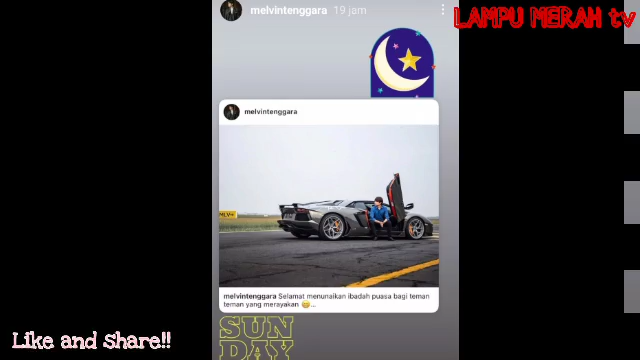 melvintenggara 19 jam
LAMPU MERAH tv
melvintenggara
melvintenggara Selamat menunaikan ibadah puasa bagi teman
teman yang merayakan 😅...
SUN
DAY
Like and share!!